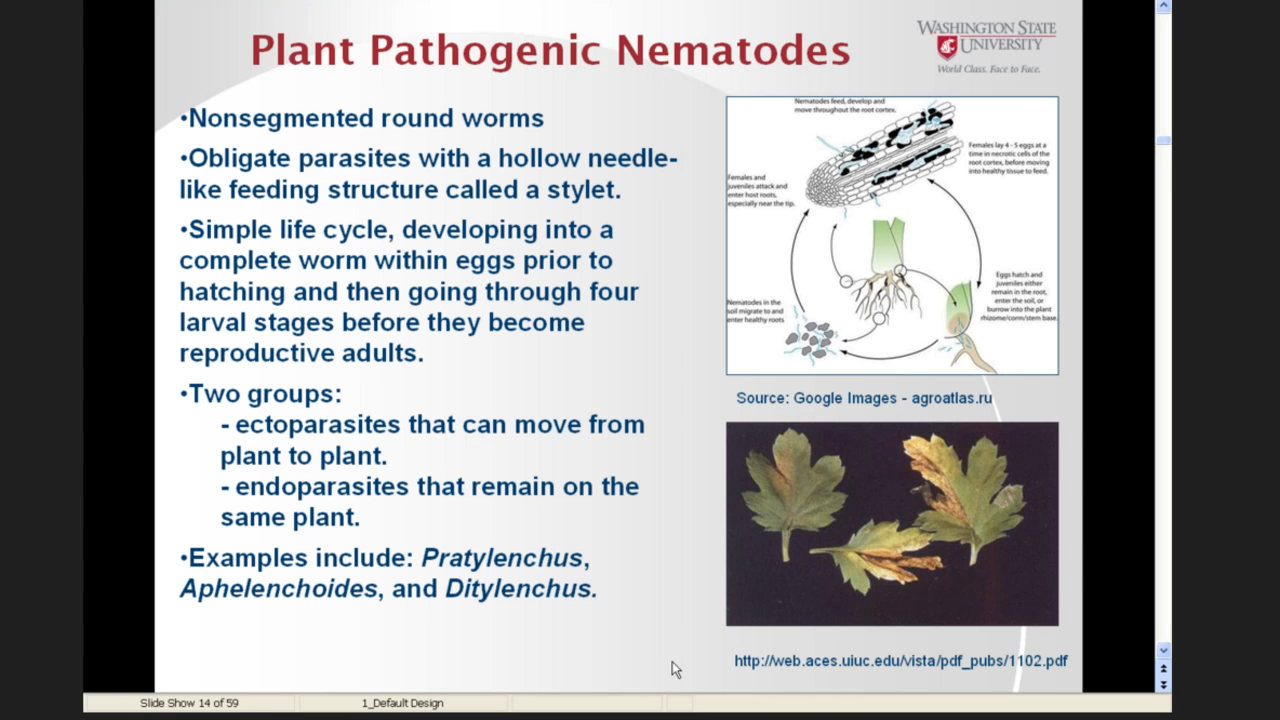 Plant Pathogenic Nematodes
WASHINGTON STATE
UNIVERSITY
World Class. Face to Face.
•Nonsegmented round worms
•Obligate parasites with a hollow needle-
like feeding structure called a stylet.
•Simple life cycle, developing into a
complete worm within eggs prior to
hatching and then going through four
larval stages before they become
reproductive adults.
•Two groups:
- ectoparasites that can move from
plant to plant.
- endoparasites that remain on the
same plant.
•Examples include: Pratylenchus,
Aphelenchoides, and Ditylenchus.
Nematodes feed, develop and
move throughout the root cortex.
Females lay 4 - 5 eggs at a
time in necrotic cells of the
root cortex, before moving
into healthy tissue to feed.
Females and
juveniles attack and
enter host roots,
especially near the tip.
Eggs hatch and
juveniles either
remain in the root,
enter the soil, or
burrow into the plant
rhizome/corm/stem base.
Nematodes in the
soil migrate to and
enter healthy roots
Source: Google Images - agroatlas.ru
http://web.aces.uiuc.edu/vista/pdf_pubs/1102.pdf
Slide Show 14 of 59
1_Default Design